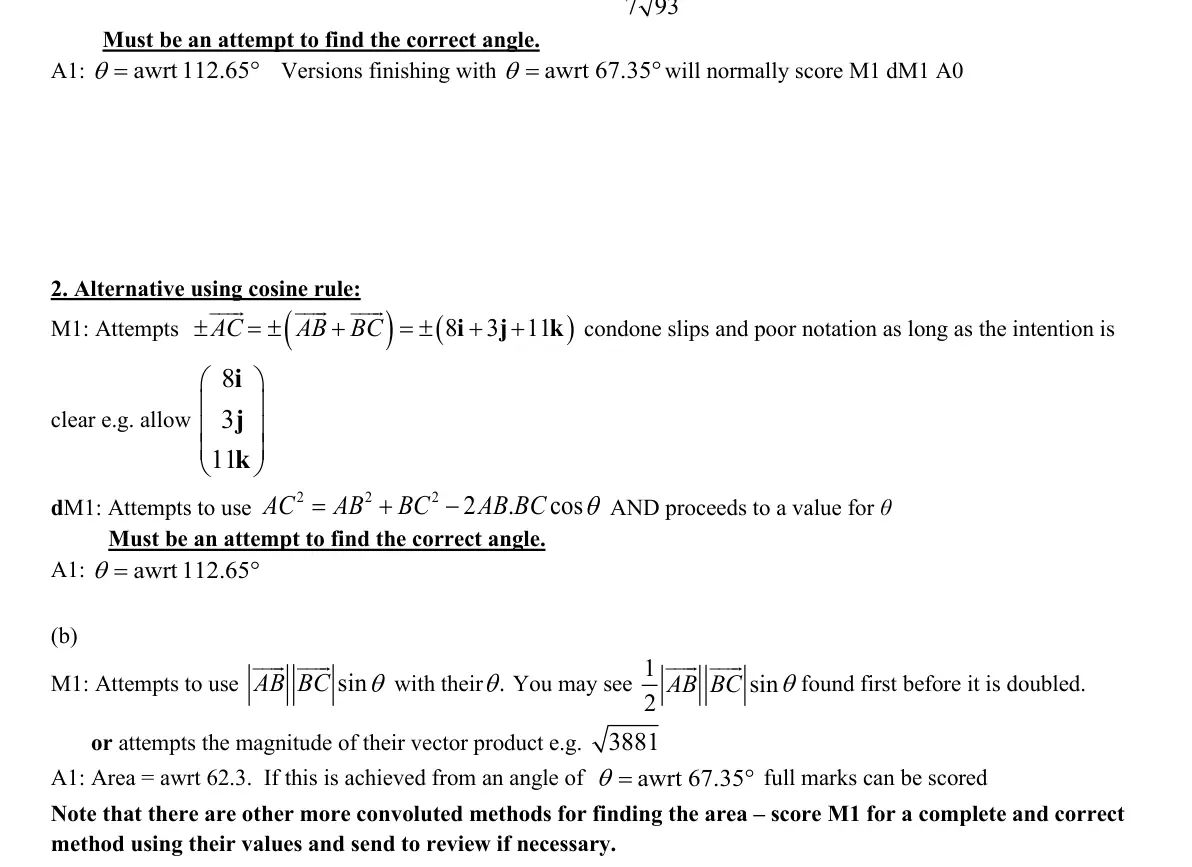 7√93
Must be an attempt to find the correct angle.
A1: θ = awrt 112.65°   Versions finishing with θ = awrt 67.35° will normally score M1 dM1 A0
2. Alternative using cosine rule:
M1: Attempts ±AC⃗ = ±(AB⃗ + BC⃗) = ±(8i + 3j + 11k) condone slips and poor notation as long as the intention is
8i
clear e.g. allow ( 3j )
11k
dM1: Attempts to use AC² = AB² + BC² − 2AB.BC cos θ AND proceeds to a value for θ
Must be an attempt to find the correct angle.
A1: θ = awrt 112.65°
(b)
M1: Attempts to use |AB⃗||BC⃗| sin θ with their θ. You may see 1/2 |AB⃗||BC⃗| sin θ found first before it is doubled.
or attempts the magnitude of their vector product e.g. √3881
A1: Area = awrt 62.3.  If this is achieved from an angle of θ = awrt 67.35° full marks can be scored
Note that there are other more convoluted methods for finding the area – score M1 for a complete and correct
method using their values and send to review if necessary.